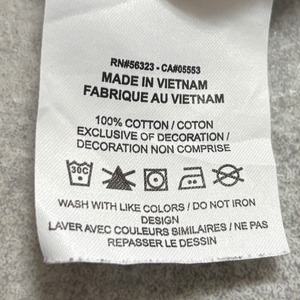 RN#56323 - CA#05553
MADE IN VIETNAM
FABRIQUE AU VIETNAM
100% COTTON / COTON
EXCLUSIVE OF DECORATION /
DECORATION NON COMPRISE
30C
WASH WITH LIKE COLORS / DO NOT IRON
DESIGN
LAVER AVEC COULEURS SIMILAIRES / NE PAS
REPASSER LE DESSIN